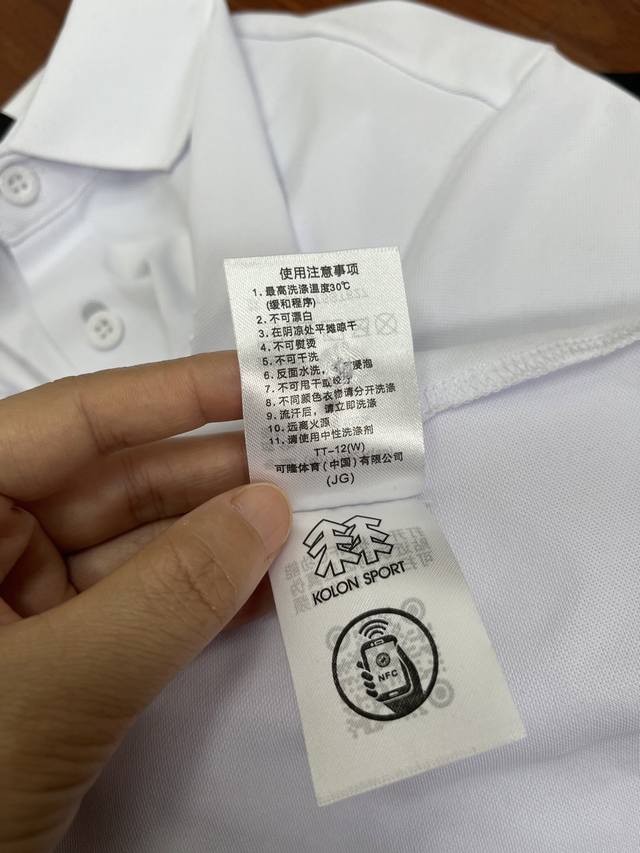 使用注意事项
1. 最高洗涤温度30℃
(缓和程序)
2. 不可漂白
3. 在阴凉处平摊晾干
4. 不可熨烫
5. 不可干洗
6. 反面水洗，浸泡
7. 不可甩干或
8. 不同颜色衣物请分开洗涤
9. 流汗后，请立即洗涤
10. 远离火源
11. 请使用中性洗涤剂
TT-12(W)
可隆体育(中国)有限公司
(JG)
KOLON SPORT
NFC